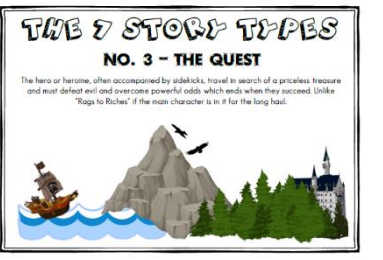 THE 7 STORY TYPES
NO. 3 – THE QUEST
The hero or heroine, often accompanied by sidekicks, travel in search of a priceless treasure
and must defeat evil and overcome powerful odds which ends when they succeed. Unlike
"Rags to Riches" if the main character is in it for the long haul.